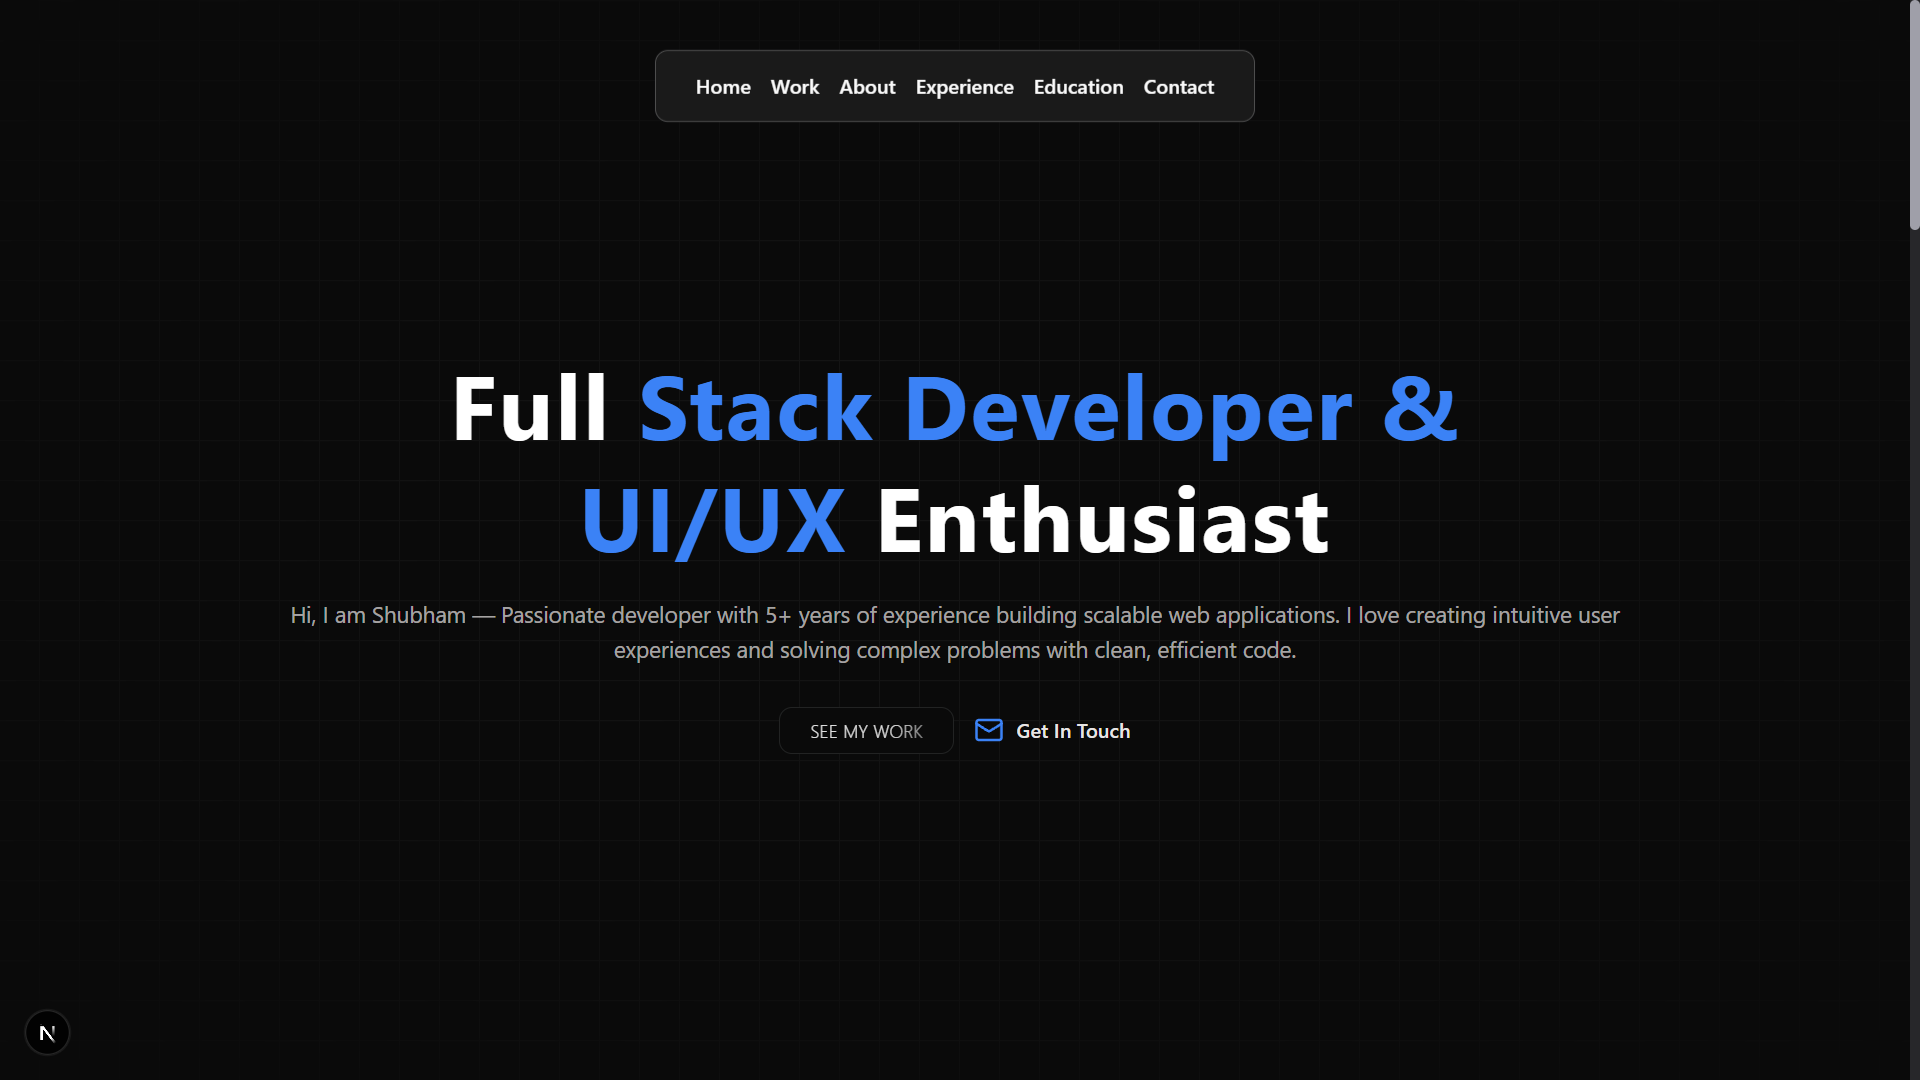 Home Work About Experience Education Contact
Full Stack Developer &
UI/UX Enthusiast
Hi, I am Shubham — Passionate developer with 5+ years of experience building scalable web applications. I love creating intuitive user
experiences and solving complex problems with clean, efficient code.
SEE MY WORK Get In Touch
N